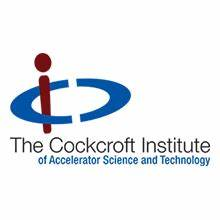 The Cockcroft Institute
of Accelerator Science and Technology